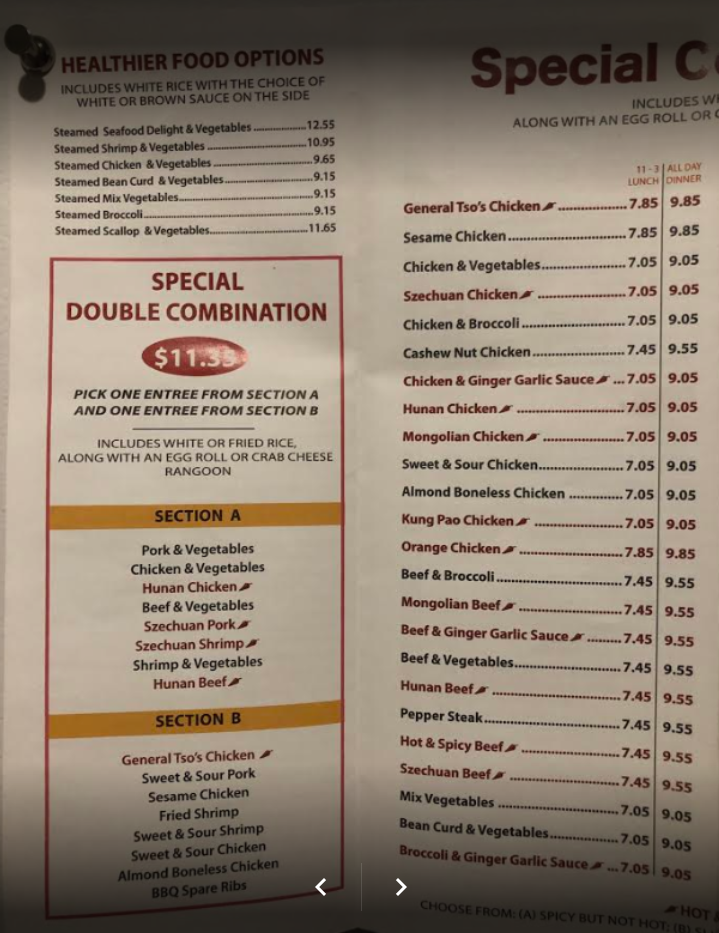 HEALTHIER FOOD OPTIONS
INCLUDES WHITE RICE WITH THE CHOICE OF
WHITE OR BROWN SAUCE ON THE SIDE
Steamed Seafood Delight & Vegetables ..................12.55
Steamed Shrimp & Vegetables ..................10.95
Steamed Chicken & Vegetables ..................9.65
Steamed Bean Curd & Vegetables..................9.15
Steamed Mix Vegetables..................9.15
Steamed Broccoli..................9.15
Steamed Scallop & Vegetables..................11.65
SPECIAL
DOUBLE COMBINATION
PICK ONE ENTREE FROM SECTION A
AND ONE ENTREE FROM SECTION B
INCLUDES WHITE OR FRIED RICE,
ALONG WITH AN EGG ROLL OR CRAB CHEESE
RANGOON
SECTION A
Pork & Vegetables
Chicken & Vegetables
Hunan Chicken
Beef & Vegetables
Szechuan Pork
Szechuan Shrimp
Shrimp & Vegetables
Hunan Beef
SECTION B
General Tso's Chicken
Sweet & Sour Pork
Sesame Chicken
Fried Shrimp
Sweet & Sour Shrimp
Sweet & Sour Chicken
Almond Boneless Chicken
BBQ Spare Ribs
Special
INCLUDES
ALONG WITH AN EGG ROLL OR
11 - 3 ALL DAY
LUNCH DINNER
General Tso's Chicken ..................7.85 9.85
Sesame Chicken..................7.85 9.85
Chicken & Vegetables..................7.05 9.05
Szechuan Chicken ..................7.05 9.05
Chicken & Broccoli ..................7.05 9.05
Cashew Nut Chicken..................7.45 9.55
Chicken & Ginger Garlic Sauce ...7.05 9.05
Hunan Chicken ..................7.05 9.05
Mongolian Chicken ..................7.05 9.05
Sweet & Sour Chicken..................7.05 9.05
Almond Boneless Chicken ..................7.05 9.05
Kung Pao Chicken ..................7.05 9.05
Orange Chicken ..................7.85 9.85
Beef & Broccoli..................7.45 9.55
Mongolian Beef ..................7.45 9.55
Beef & Ginger Garlic Sauce ........7.45 9.55
Beef & Vegetables..................7.45 9.55
Hunan Beef ..................7.45 9.55
Pepper Steak..................7.45 9.55
Hot & Spicy Beef ..................7.45 9.55
Szechuan Beef ..................7.45 9.55
Mix Vegetables ..................7.05 9.05
Bean Curd & Vegetables..................7.05 9.05
Broccoli & Ginger Garlic Sauce ...7.05 9.05
HOT
CHOOSE FROM: (A) SPICY BUT NOT HOT; (B)